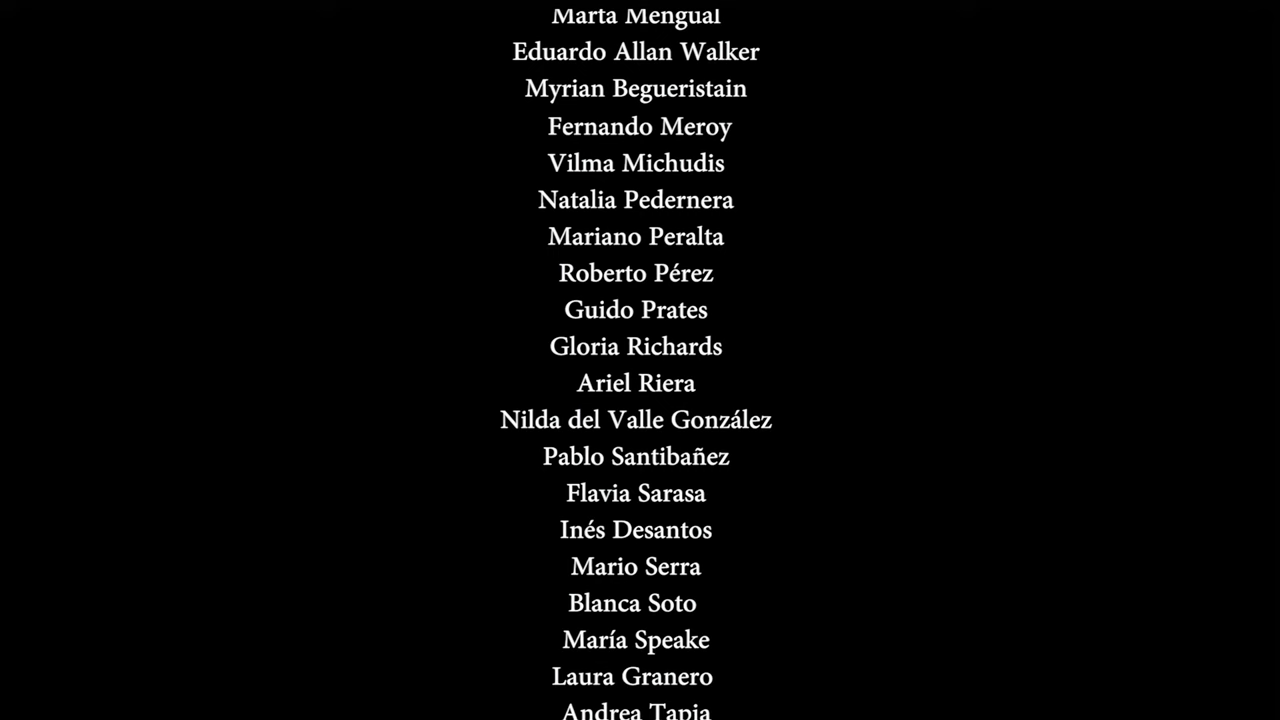 Marta Mengual
Eduardo Allan Walker
Myrian Begueristain
Fernando Meroy
Vilma Michudis
Natalia Pedernera
Mariano Peralta
Roberto Pérez
Guido Prates
Gloria Richards
Ariel Riera
Nilda del Valle González
Pablo Santibañez
Flavia Sarasa
Inés Desantos
Mario Serra
Blanca Soto
María Speake
Laura Granero
Andrea Tapia